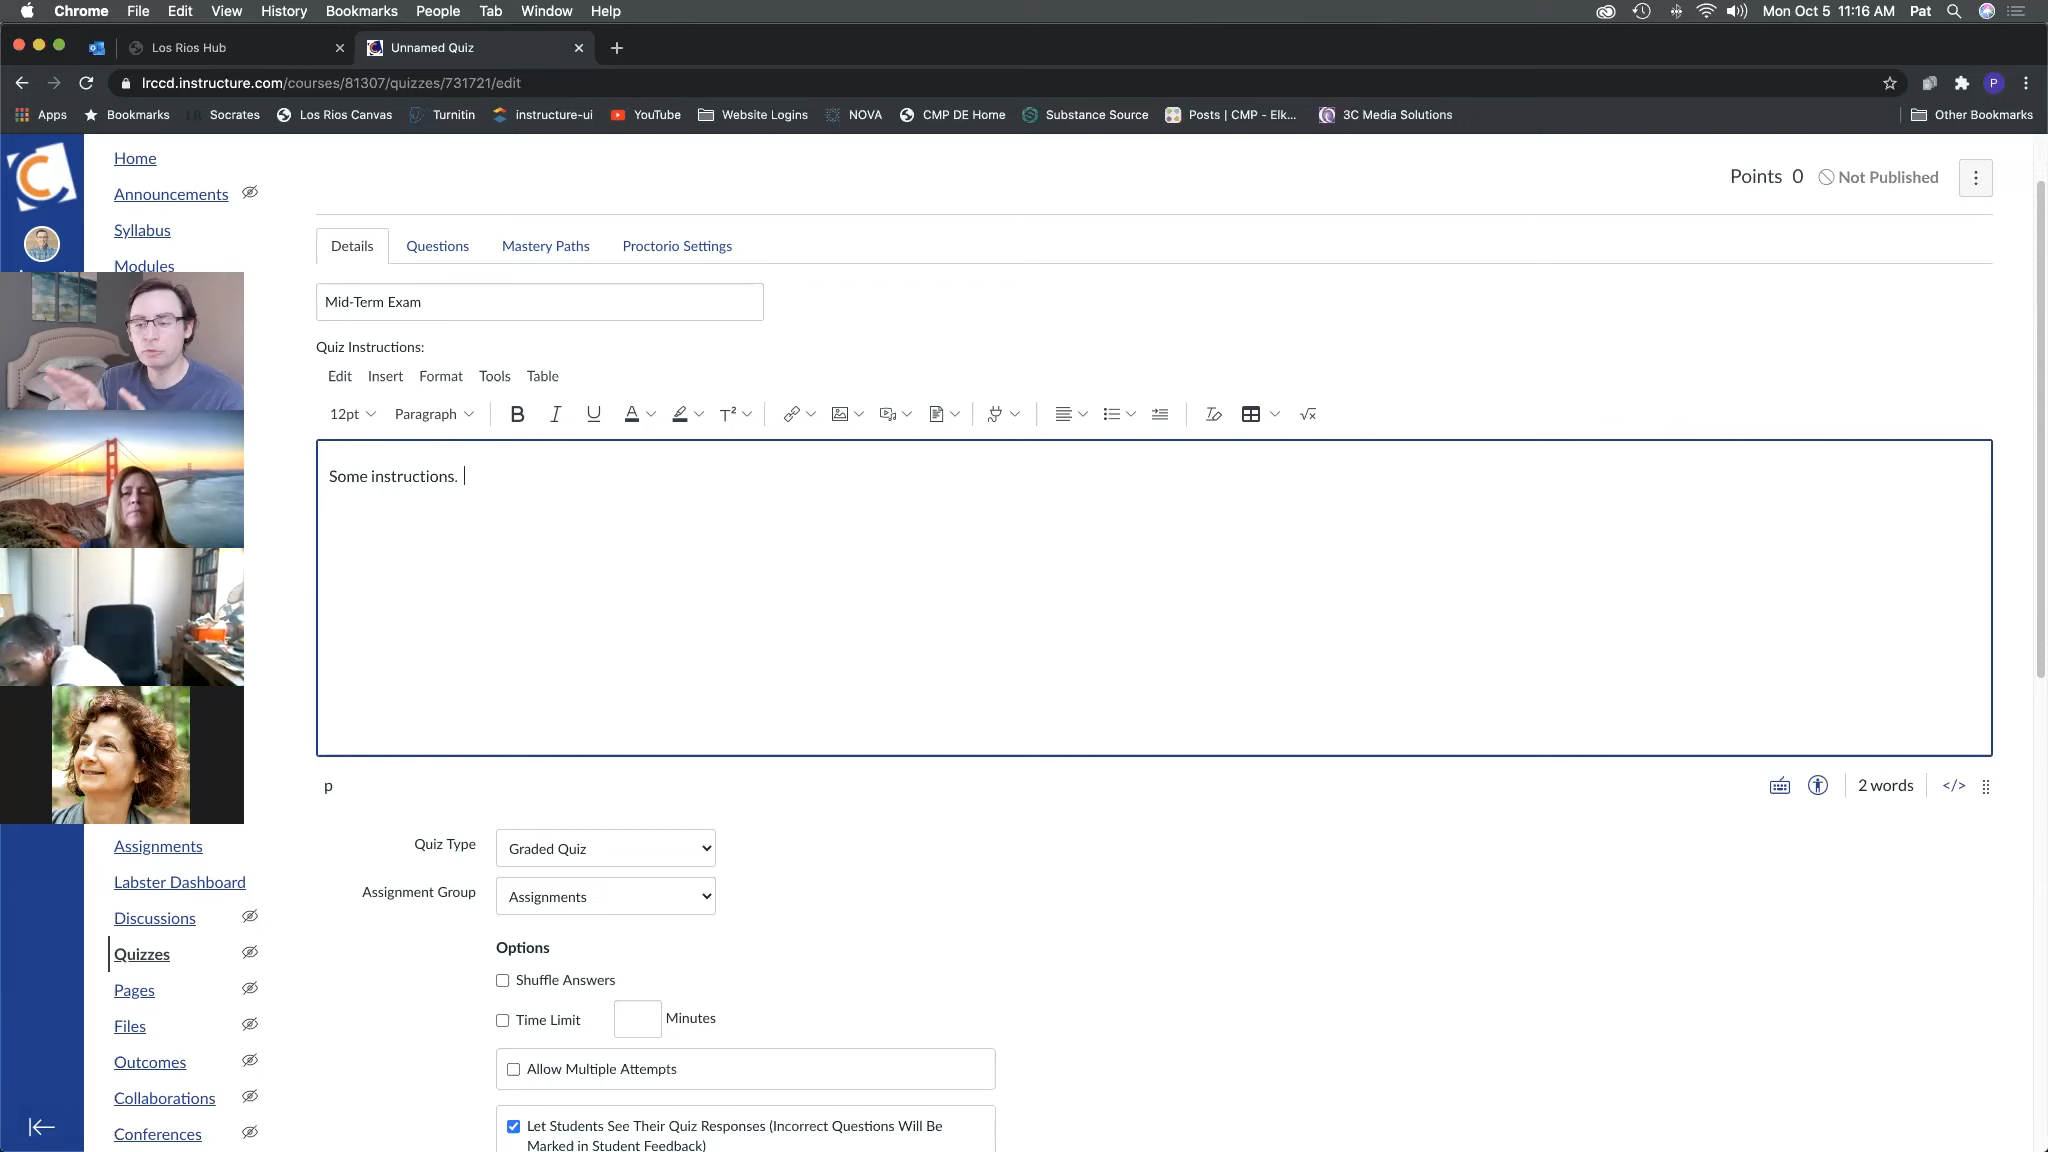 Chrome File Edit View History Bookmarks People Tab Window Help Mon Oct 5 11:16 AM Pat
Los Rios Hub Unnamed Quiz
lrccd.instructure.com/courses/81307/quizzes/731721/edit P
Apps Bookmarks Socrates Los Rios Canvas Turnitin instructure-ui YouTube Website Logins NOVA CMP DE Home Substance Source Posts | CMP - Elk... 3C Media Solutions Other Bookmarks
Home
Announcements
Syllabus
Modules
Points 0 Not Published
Details Questions Mastery Paths Proctorio Settings
Mid-Term Exam
Quiz Instructions:
Edit Insert Format Tools Table
12pt Paragraph B I U A T²
Some instructions.
p 2 words </>
Assignments
Labster Dashboard
Discussions
Quizzes
Pages
Files
Outcomes
Collaborations
Conferences
Quiz Type Graded Quiz
Assignment Group Assignments
Options
Shuffle Answers
Time Limit Minutes
Allow Multiple Attempts
Let Students See Their Quiz Responses (Incorrect Questions Will Be
Marked in Student Feedback)